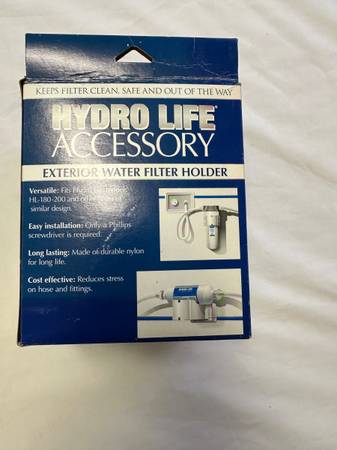 KEEPS FILTER CLEAN, SAFE AND OUT OF THE WAY
HYDRO LIFE®
ACCESSORY
EXTERIOR WATER FILTER HOLDER
Versatile: Fits
HL-180-200 and of
similar design.
Easy installation: Only a Phillips
screwdriver is required.
Long lasting: Made of durable nylon
for long life.
Cost effective: Reduces stress
on hose and fittings.